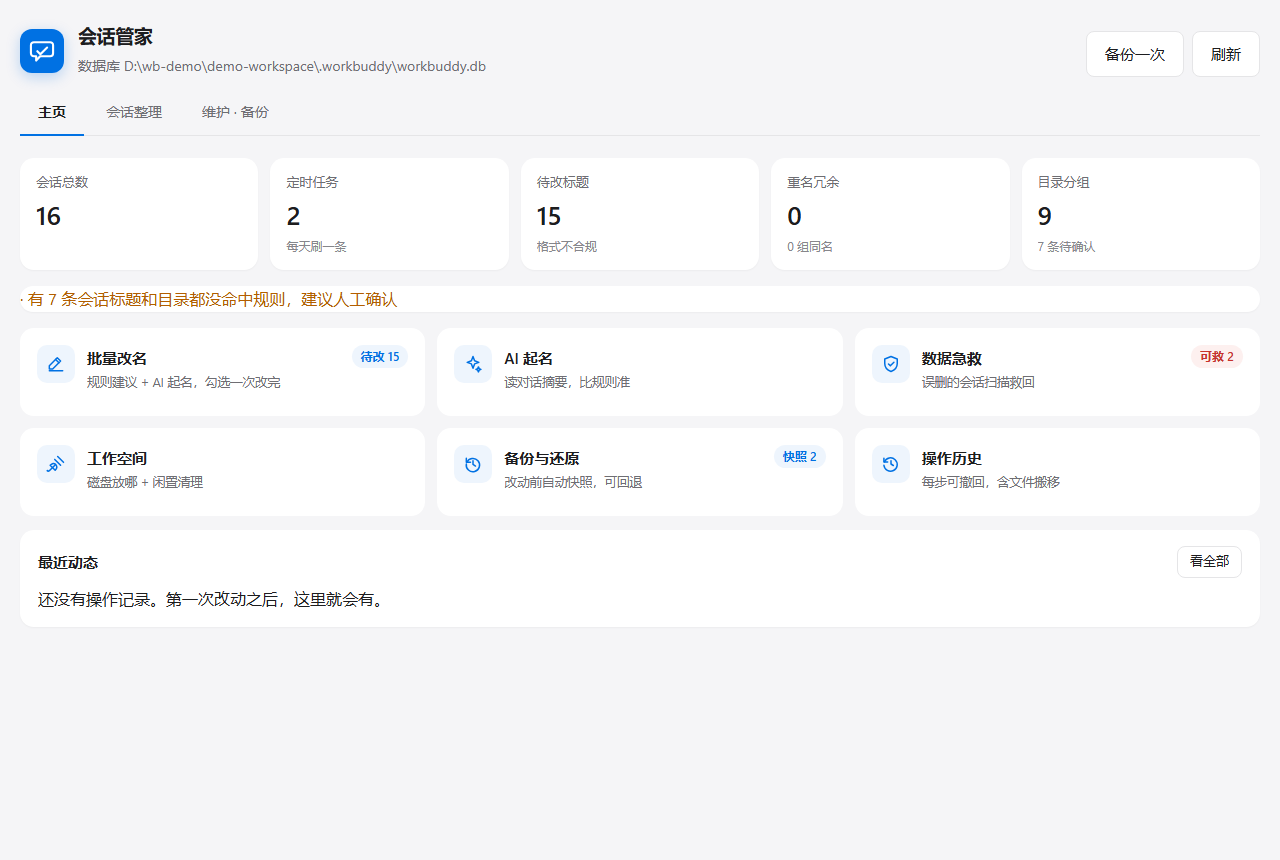 会话管家
数据库 D:\wb-demo\demo-workspace\.workbuddy\workbuddy.db
备份一次
刷新
主页
会话整理
维护 · 备份
会话总数
16
定时任务
2
每天刷一条
待改标题
15
格式不合规
重名冗余
0
0 组同名
目录分组
9
7 条待确认
· 有 7 条会话标题和目录都没命中规则，建议人工确认
批量改名
待改 15
规则建议 + AI 起名，勾选一次改完
AI 起名
读对话摘要，比规则准
数据急救
可救 2
误删的会话扫描救回
工作空间
磁盘放哪 + 闲置清理
备份与还原
快照 2
改动前自动快照，可回退
操作历史
每步可撤回，含文件搬移
最近动态
看全部
还没有操作记录。第一次改动之后，这里就会有。